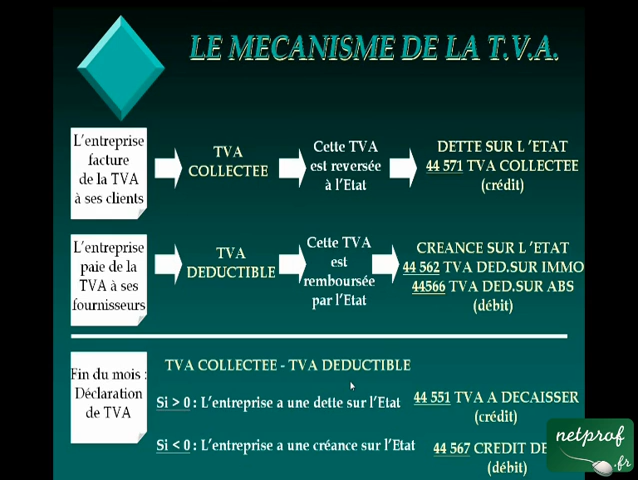 LE MECANISME DE LA T.V.A.
L'entreprise
facture
de la TVA
à ses clients
TVA
COLLECTEE
Cette TVA
est reversée
à l'Etat
DETTE SUR L 'ETAT
44 571 TVA COLLECTEE
(crédit)
L'entreprise
paie de la
TVA à ses
fournisseurs
TVA
DEDUCTIBLE
Cette TVA
est
remboursée
par l'Etat
CREANCE SUR L 'ETAT
44 562 TVA DED.SUR IMMO
44566 TVA DED.SUR ABS
(débit)
Fin du mois :
Déclaration
de TVA
TVA COLLECTEE - TVA DEDUCTIBLE
Si > 0 : L'entreprise a une dette sur l'Etat
44 551 TVA A DECAISSER
(crédit)
Si < 0 : L'entreprise a une créance sur l'Etat
44 567 CREDIT DE
(débit)
netprof
.fr